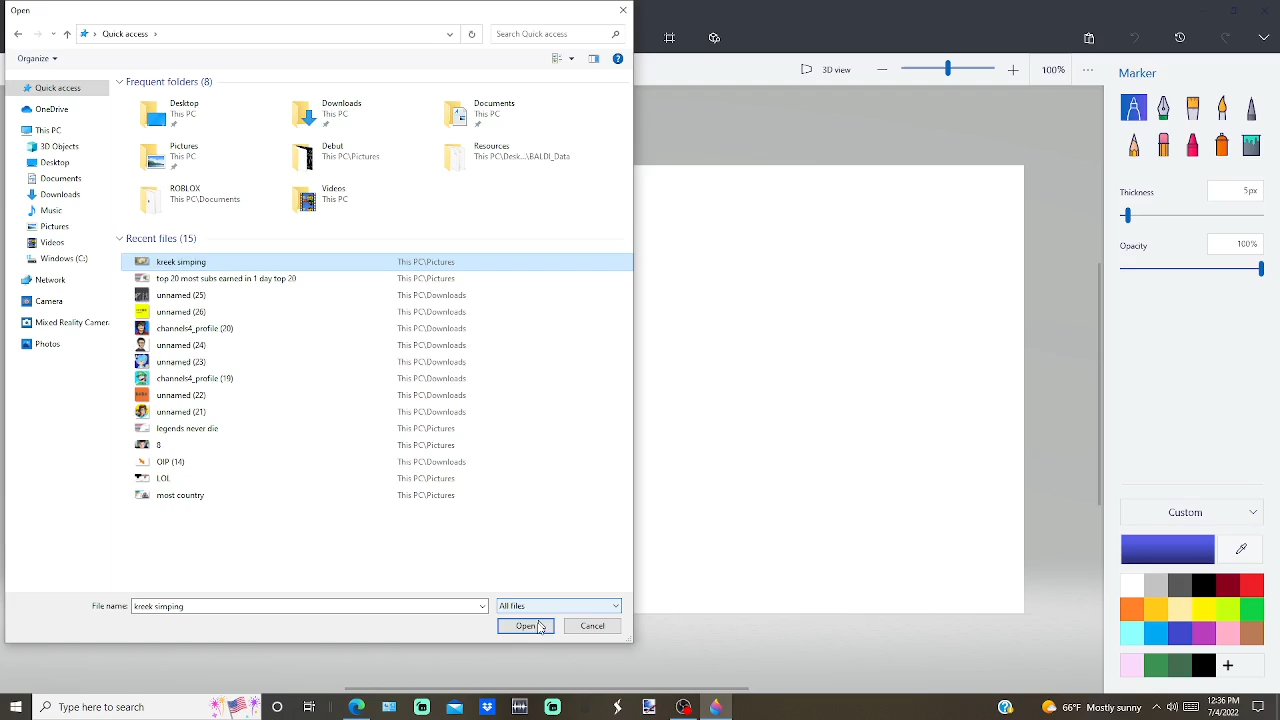 Open
Quick access
Search Quick access
3D view
100%
Organize
Marker
Quick access
OneDrive
This PC
3D Objects
Desktop
Documents
Downloads
Music
Pictures
Videos
Windows (C:)
Network
Camera
Mixed Reality Camer
Photos
Frequent folders (8)
Desktop
This PC
Downloads
This PC
Documents
This PC
Pictures
This PC
Debut
This PC\Pictures
Resources
This PC\Desk...\BALDI_Data
ROBLOX
This PC\Documents
Videos
This PC
Recent files (15)
kreek simping This PC\Pictures
top 20 most subs earned in 1 day top 20 This PC\Pictures
unnamed (25) This PC\Downloads
unnamed (26) This PC\Downloads
channels4_profile (20) This PC\Downloads
unnamed (24) This PC\Downloads
unnamed (23) This PC\Downloads
channels4_profile (19) This PC\Downloads
unnamed (22) This PC\Downloads
unnamed (21) This PC\Downloads
legends never die This PC\Pictures
8 This PC\Pictures
OIP (14) This PC\Downloads
LOL This PC\Pictures
most country This PC\Pictures
File name: kreek simping
All files
Open
Cancel
Thickness
5px
Opacity
100%
Custom
Type here to search
66°F Mostly sunny
12:36 PM
7/4/2022